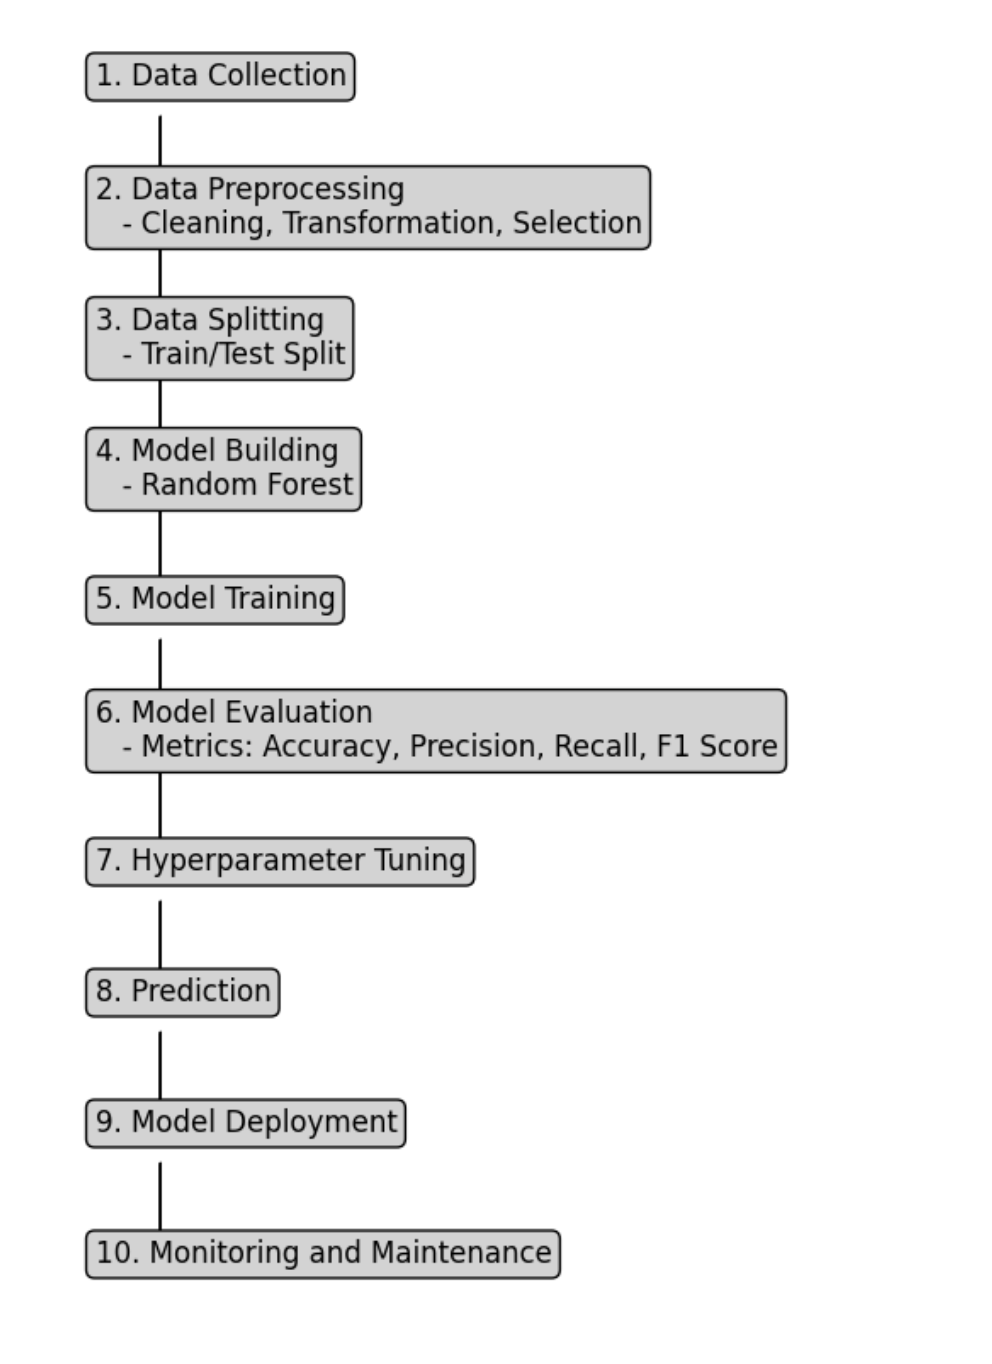 1. Data Collection
2. Data Preprocessing
- Cleaning, Transformation, Selection
3. Data Splitting
- Train/Test Split
4. Model Building
- Random Forest
5. Model Training
6. Model Evaluation
- Metrics: Accuracy, Precision, Recall, F1 Score
7. Hyperparameter Tuning
8. Prediction
9. Model Deployment
10. Monitoring and Maintenance